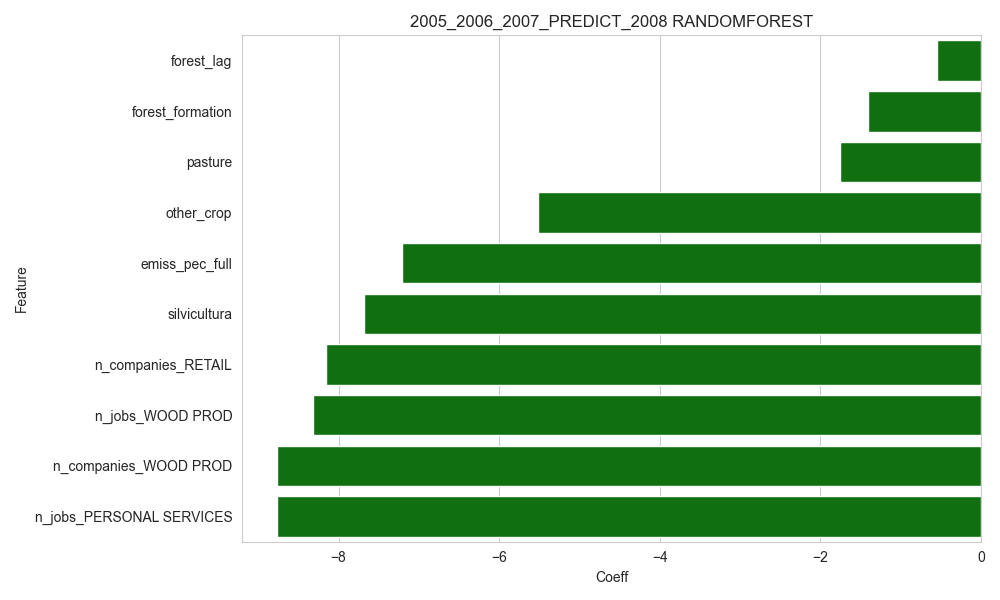 2005_2006_2007_PREDICT_2008 RANDOMFOREST
forest_lag
forest_formation
pasture
other_crop
emiss_pec_full
silvicultura
n_companies_RETAIL
n_jobs_WOOD PROD
n_companies_WOOD PROD
n_jobs_PERSONAL SERVICES
Feature
−8 −6 −4 −2 0
Coeff